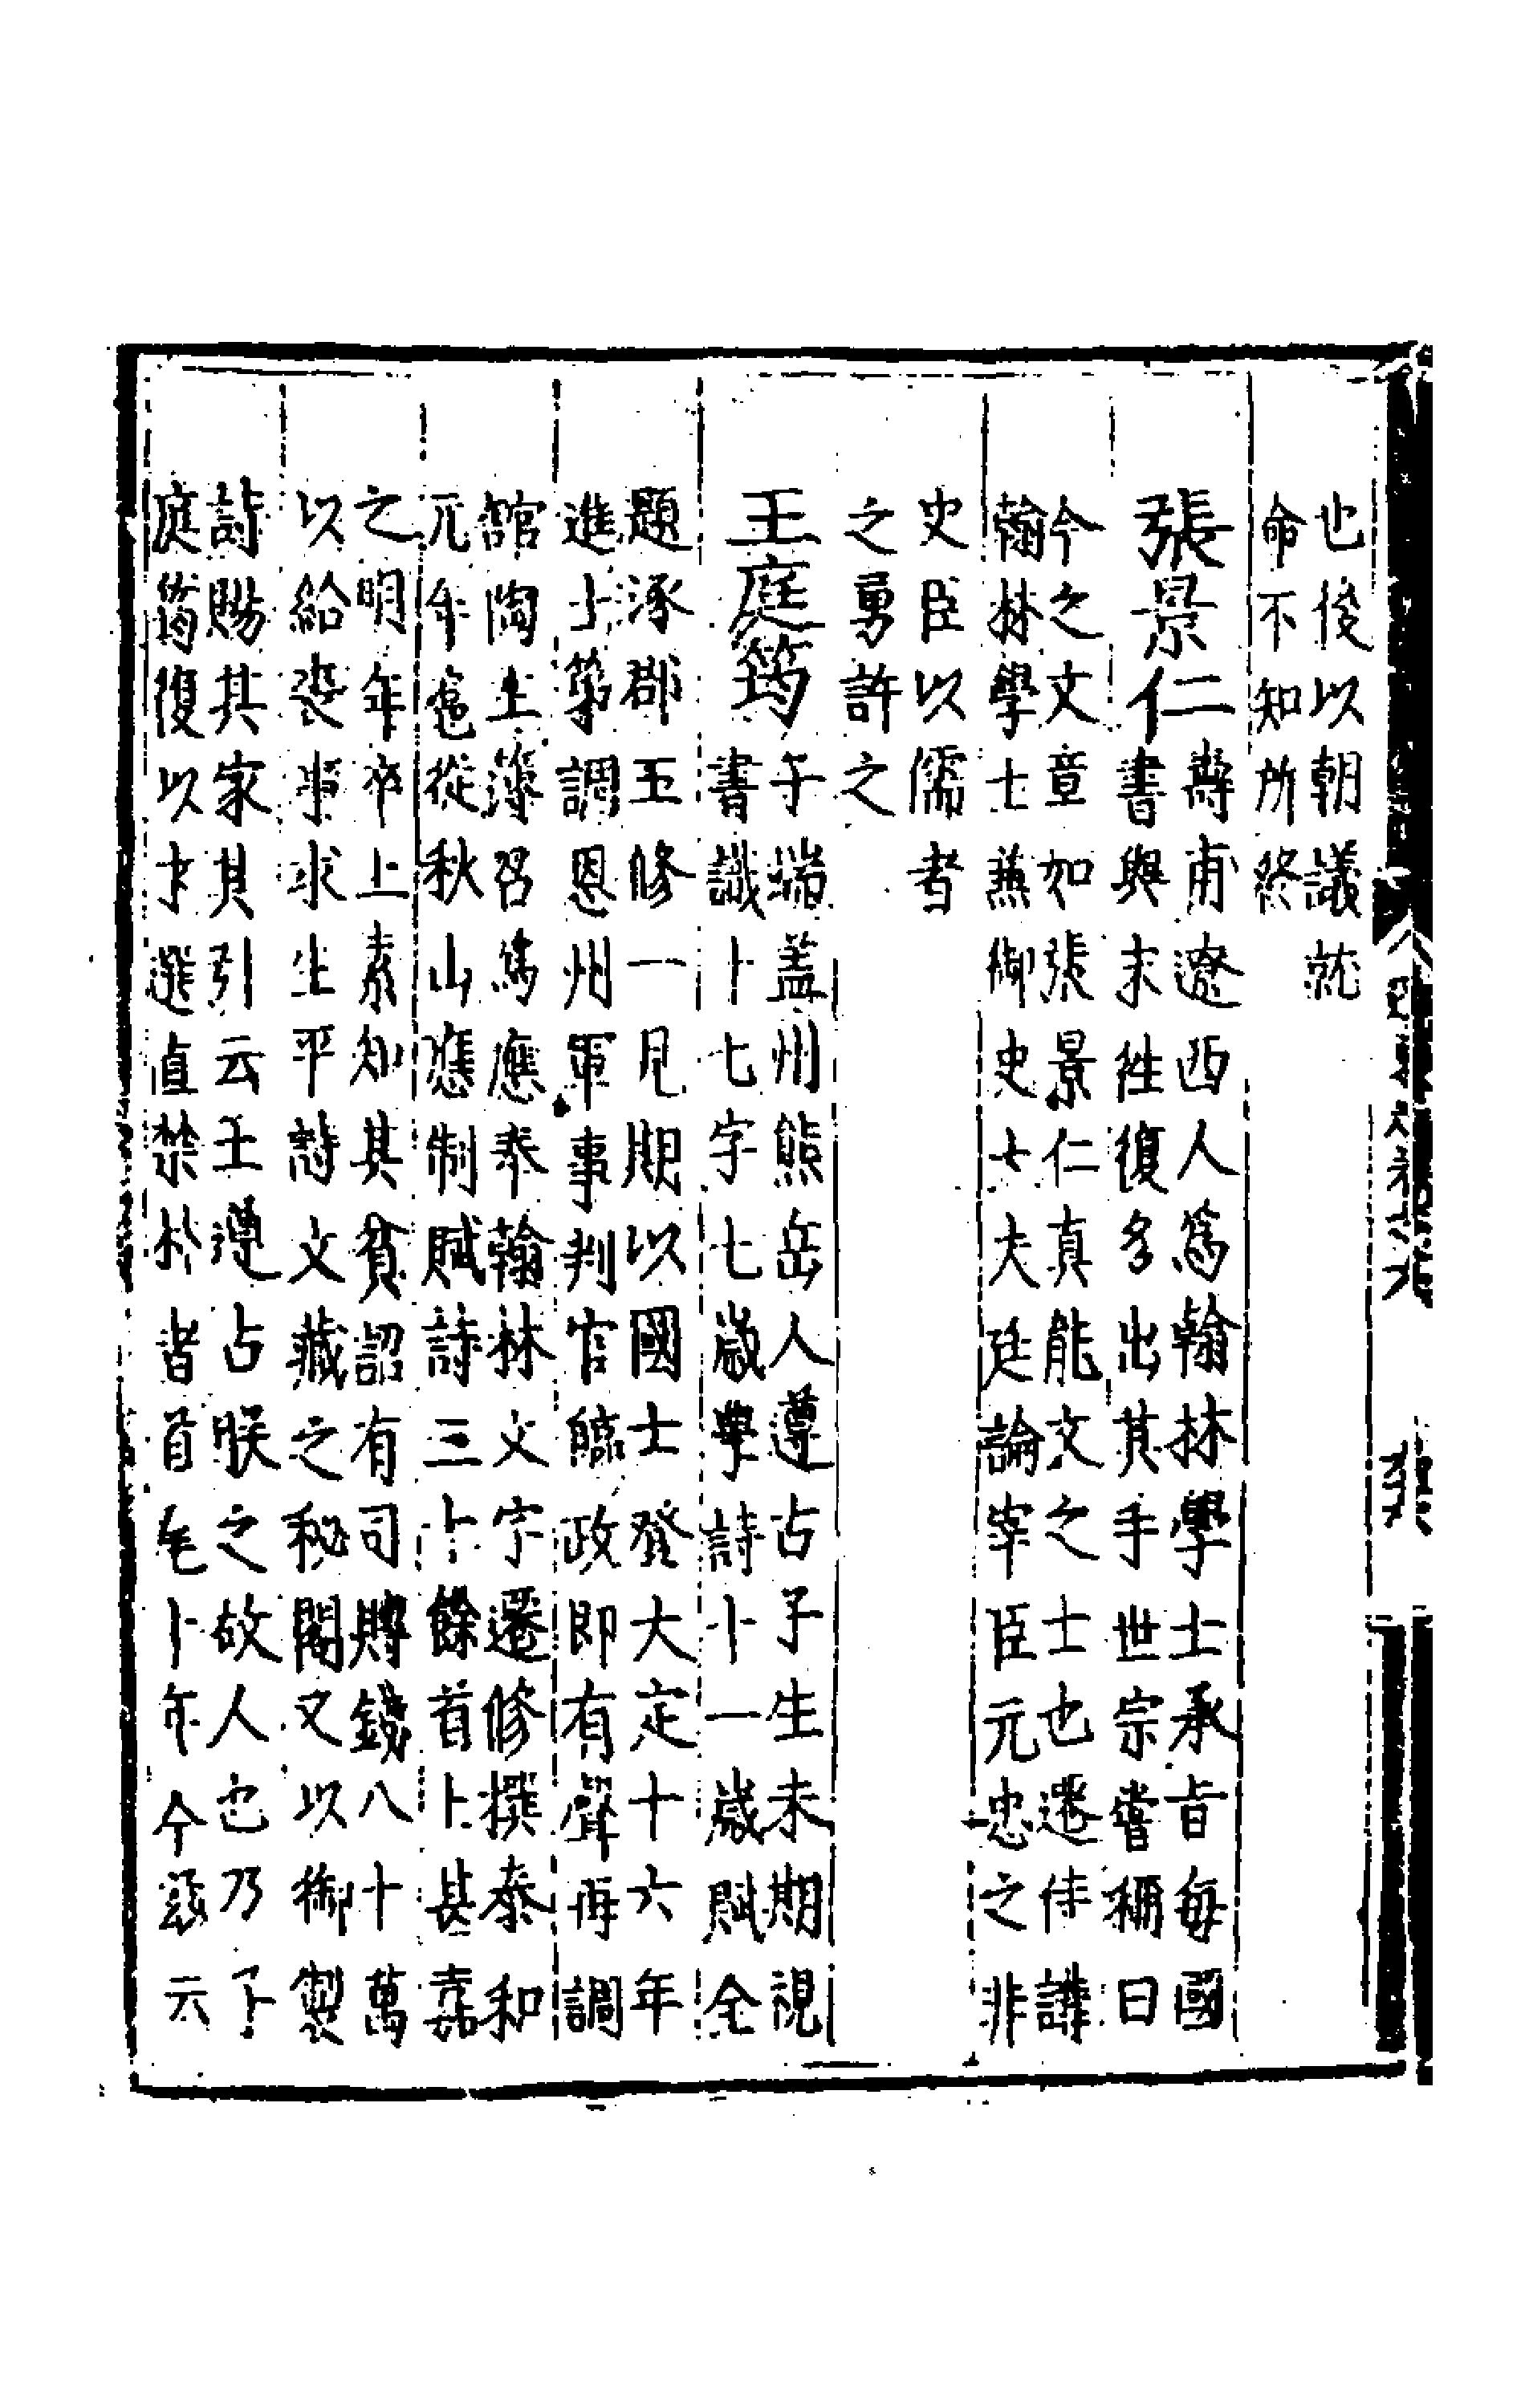 也後以朝議就
命不知所終
張景仁
壽甫遼西人爲翰林學士承旨每國
書與宋往復多出其手世宗嘗稱曰
今之文章如張景仁真能文之士也遷侍講
翰林學士兼御史大夫廷論宰臣元忠之非
史臣以儒者
之勇許之
王庭筠
子端盖州熊岳人遵古子生未期視
書識十七字七歲學詩十一歲賦全
題涿郡王修一見期以國士登大定十六年
進士第調恩州軍事判官臨政即有聲再調
舘陶主簿召爲應奉翰林文字遷修撰泰和
元年扈從秋山應制賦詩三十餘首上甚嘉
之明年卒上素知其貧詔有司賻錢八十萬
以給喪事求生平詩文藏之秘閣又以御製
詩賜其家其引云王遵古朕之故人也乃子
庭筠復以才選直禁林者首尾十年今玆云